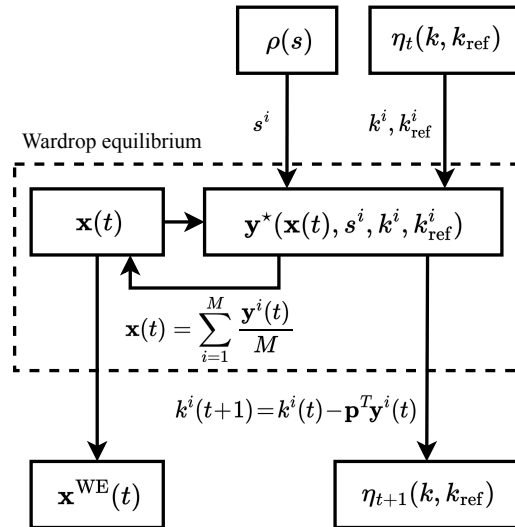 ρ(s)
η_t(k, k_ref)
s^i
k^i, k^i_ref
Wardrop equilibrium
x(t)
y*(x(t), s^i, k^i, k^i_ref)
x(t) = ∑_{i=1}^{M} y^i(t)/M
k^i(t+1)=k^i(t)−p^T y^i(t)
x^WE(t)
η_{t+1}(k, k_ref)